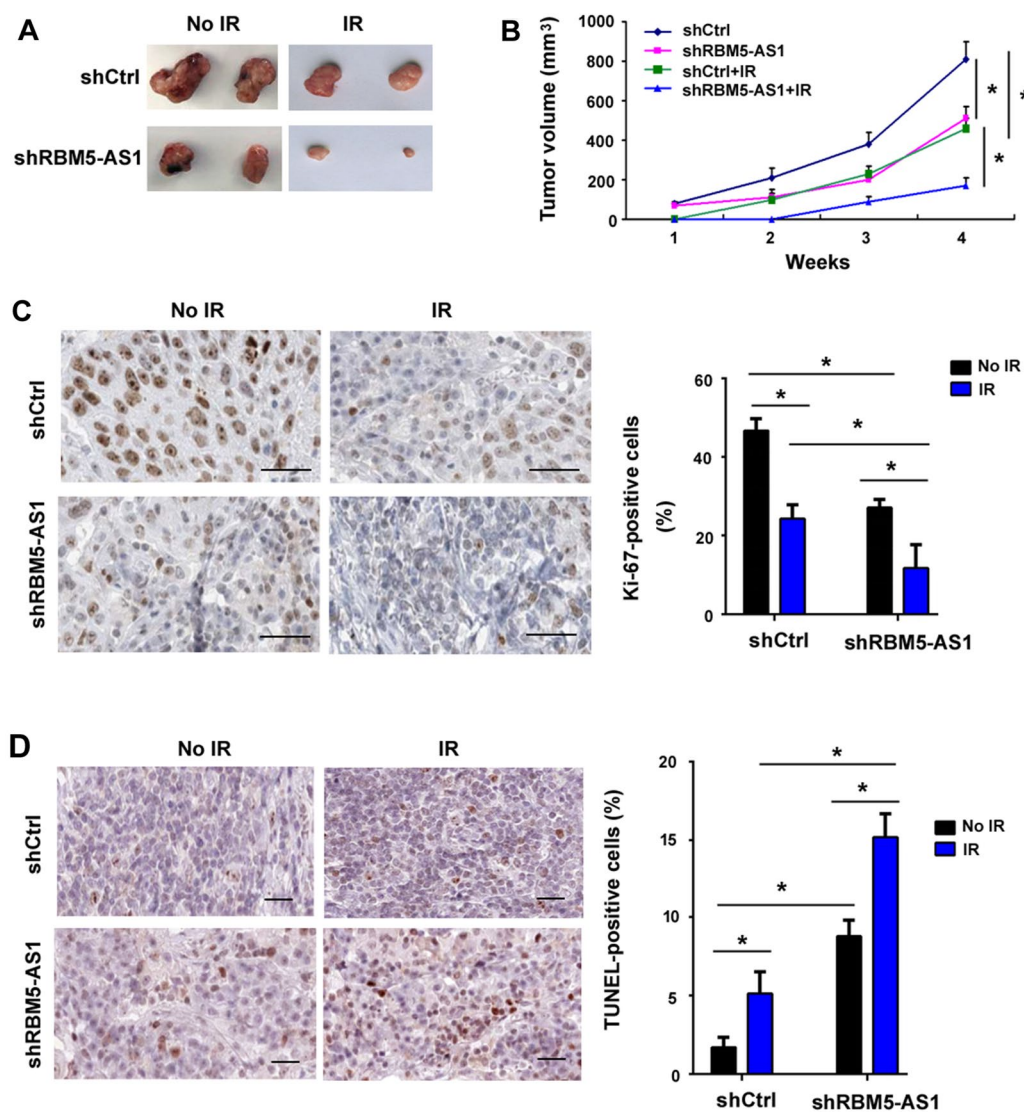 A
No IR
IR
shCtrl
shRBM5-AS1
B
Tumor volume (mm3)
1000
800
600
400
200
0
shCtrl
shRBM5-AS1
shCtrl+IR
shRBM5-AS1+IR
*
*
*
1
2
3
4
Weeks
C
No IR
IR
shCtrl
shRBM5-AS1
Ki-67-positive cells
(%)
60
40
20
0
*
*
*
*
No IR
IR
shCtrl
shRBM5-AS1
D
No IR
IR
shCtrl
shRBM5-AS1
TUNEL-positive cells (%)
20
15
10
5
0
*
*
*
*
No IR
IR
shCtrl
shRBM5-AS1